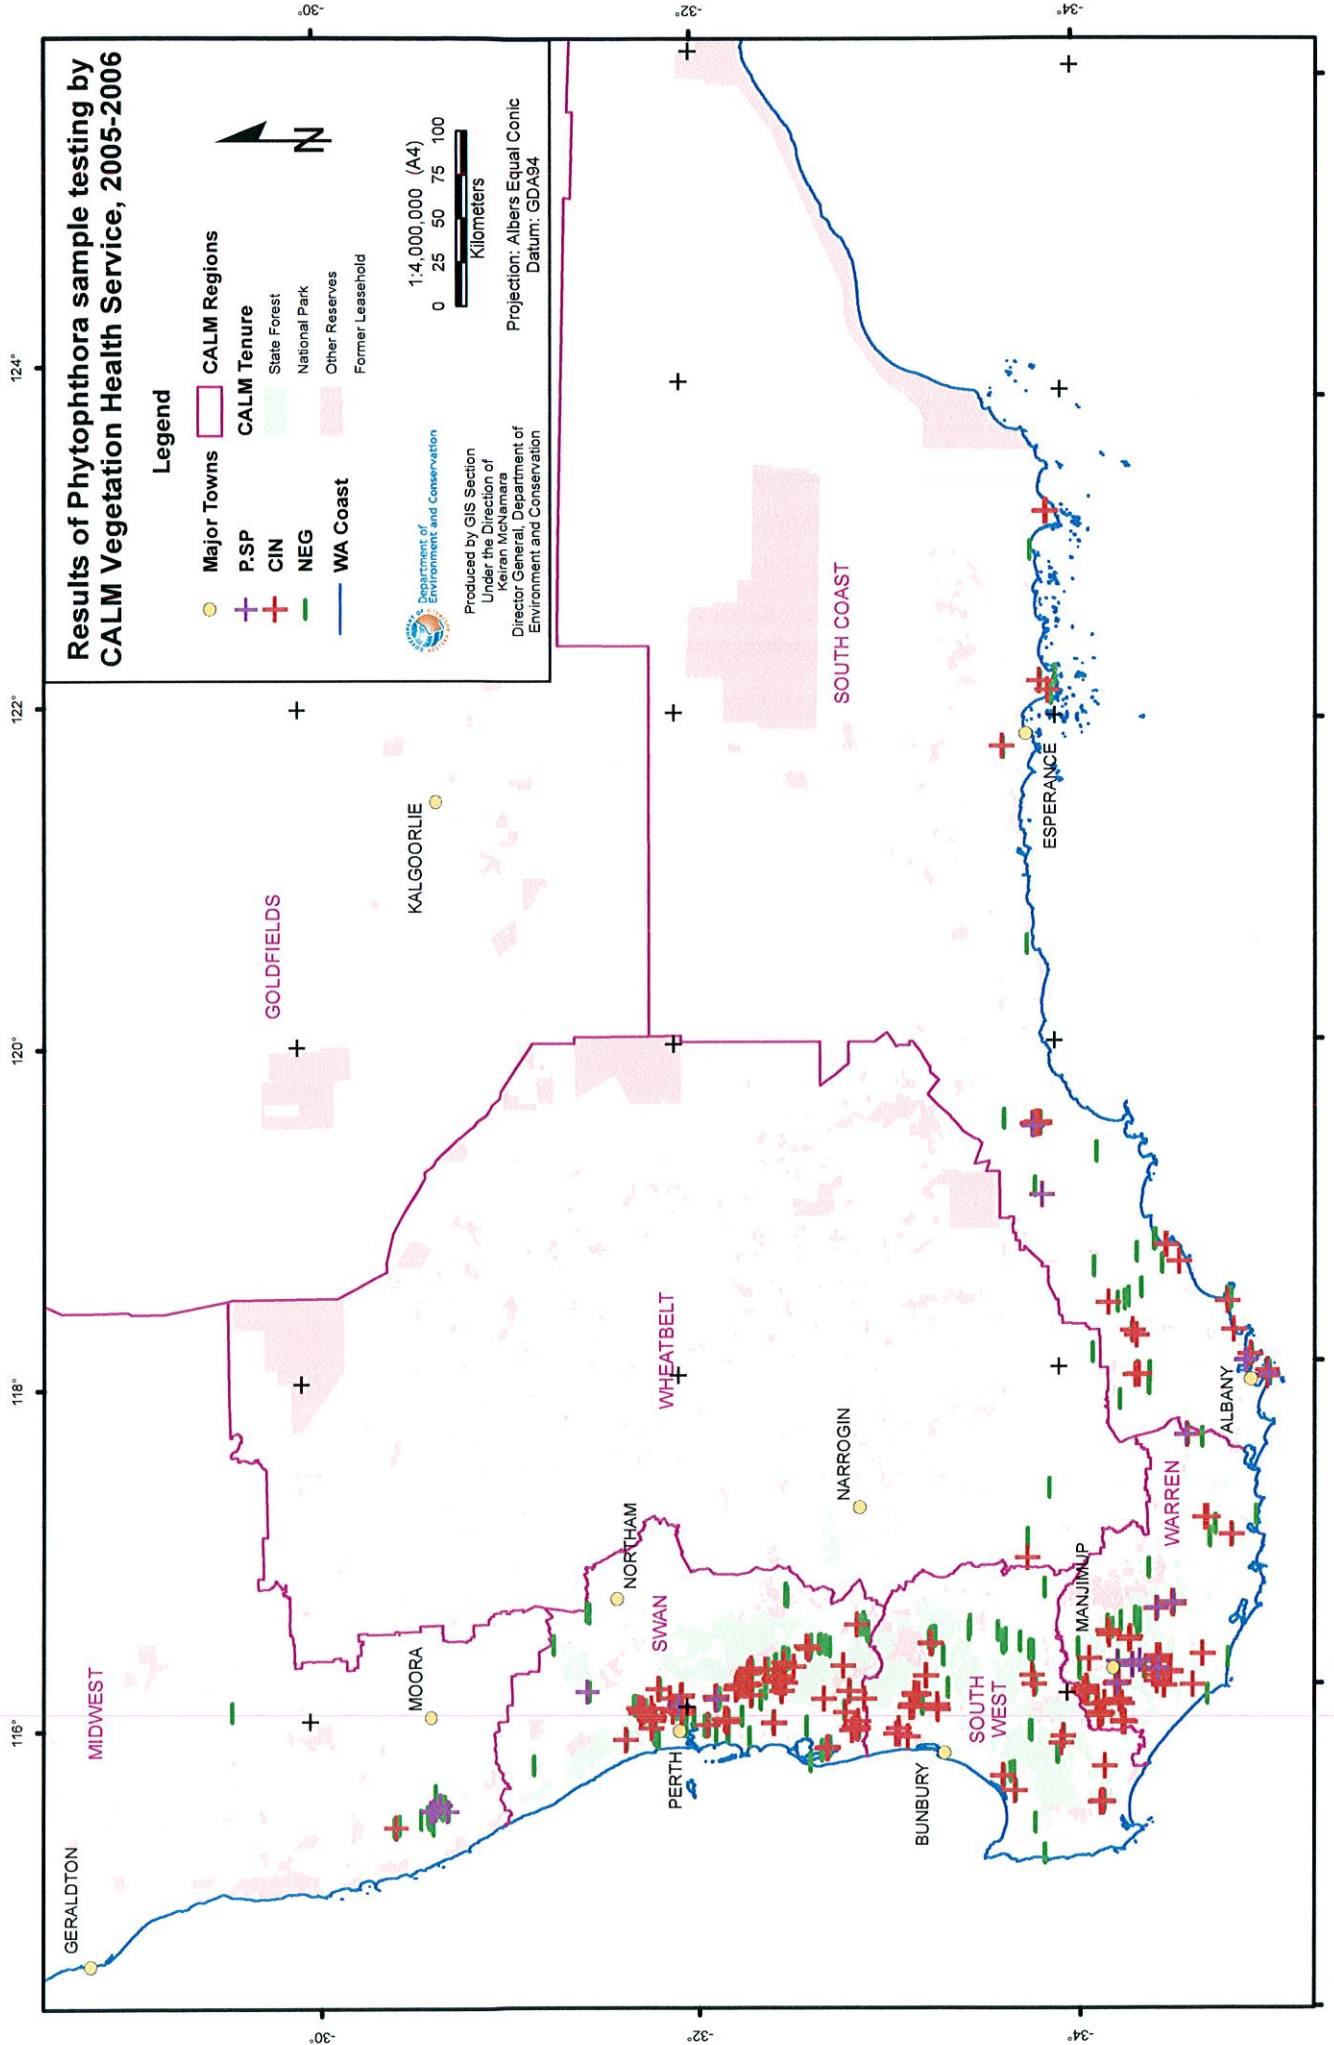 Results of Phytophthora sample testing by
CALM Vegetation Health Service, 2005-2006
Legend
Major Towns
P.SP
CIN
NEG
WA Coast
CALM Regions
CALM Tenure
State Forest
National Park
Other Reserves
Former Leasehold
N
Department of
Environment and Conservation
Produced by GIS Section
Under the Direction of
Keiran McNamara
Director General, Department of
Environment and Conservation
1:4,000,000 (A4)
0 25 50 75 100
Kilometers
Projection: Albers Equal Conic
Datum: GDA94
116°
118°
120°
122°
124°
-30°
-32°
-34°
-30°
-32°
-34°
GERALDTON
MIDWEST
GOLDFIELDS
KALGOORLIE
MOORA
NORTHAM
WHEATBELT
SWAN
PERTH
NARROGIN
SOUTH COAST
BUNBURY
SOUTH
WEST
MANJIMUP
WARREN
ALBANY
ESPERANCE